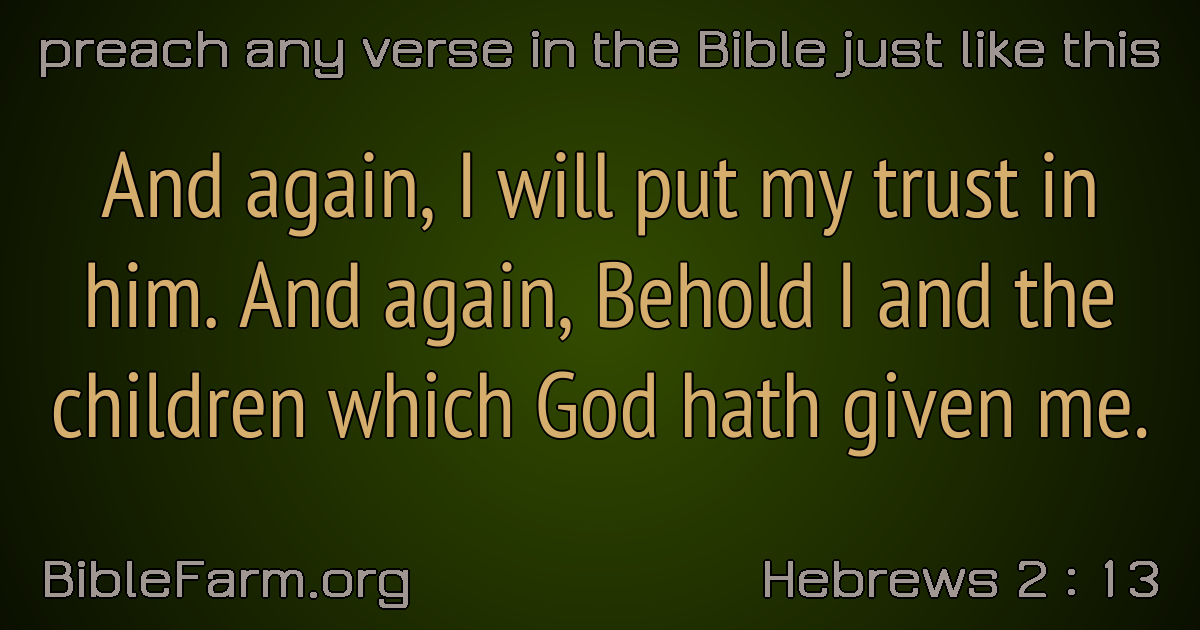 preach any verse in the Bible just like this
And again, I will put my trust in
him. And again, Behold I and the
children which God hath given me.
BibleFarm.org
Hebrews 2 : 13